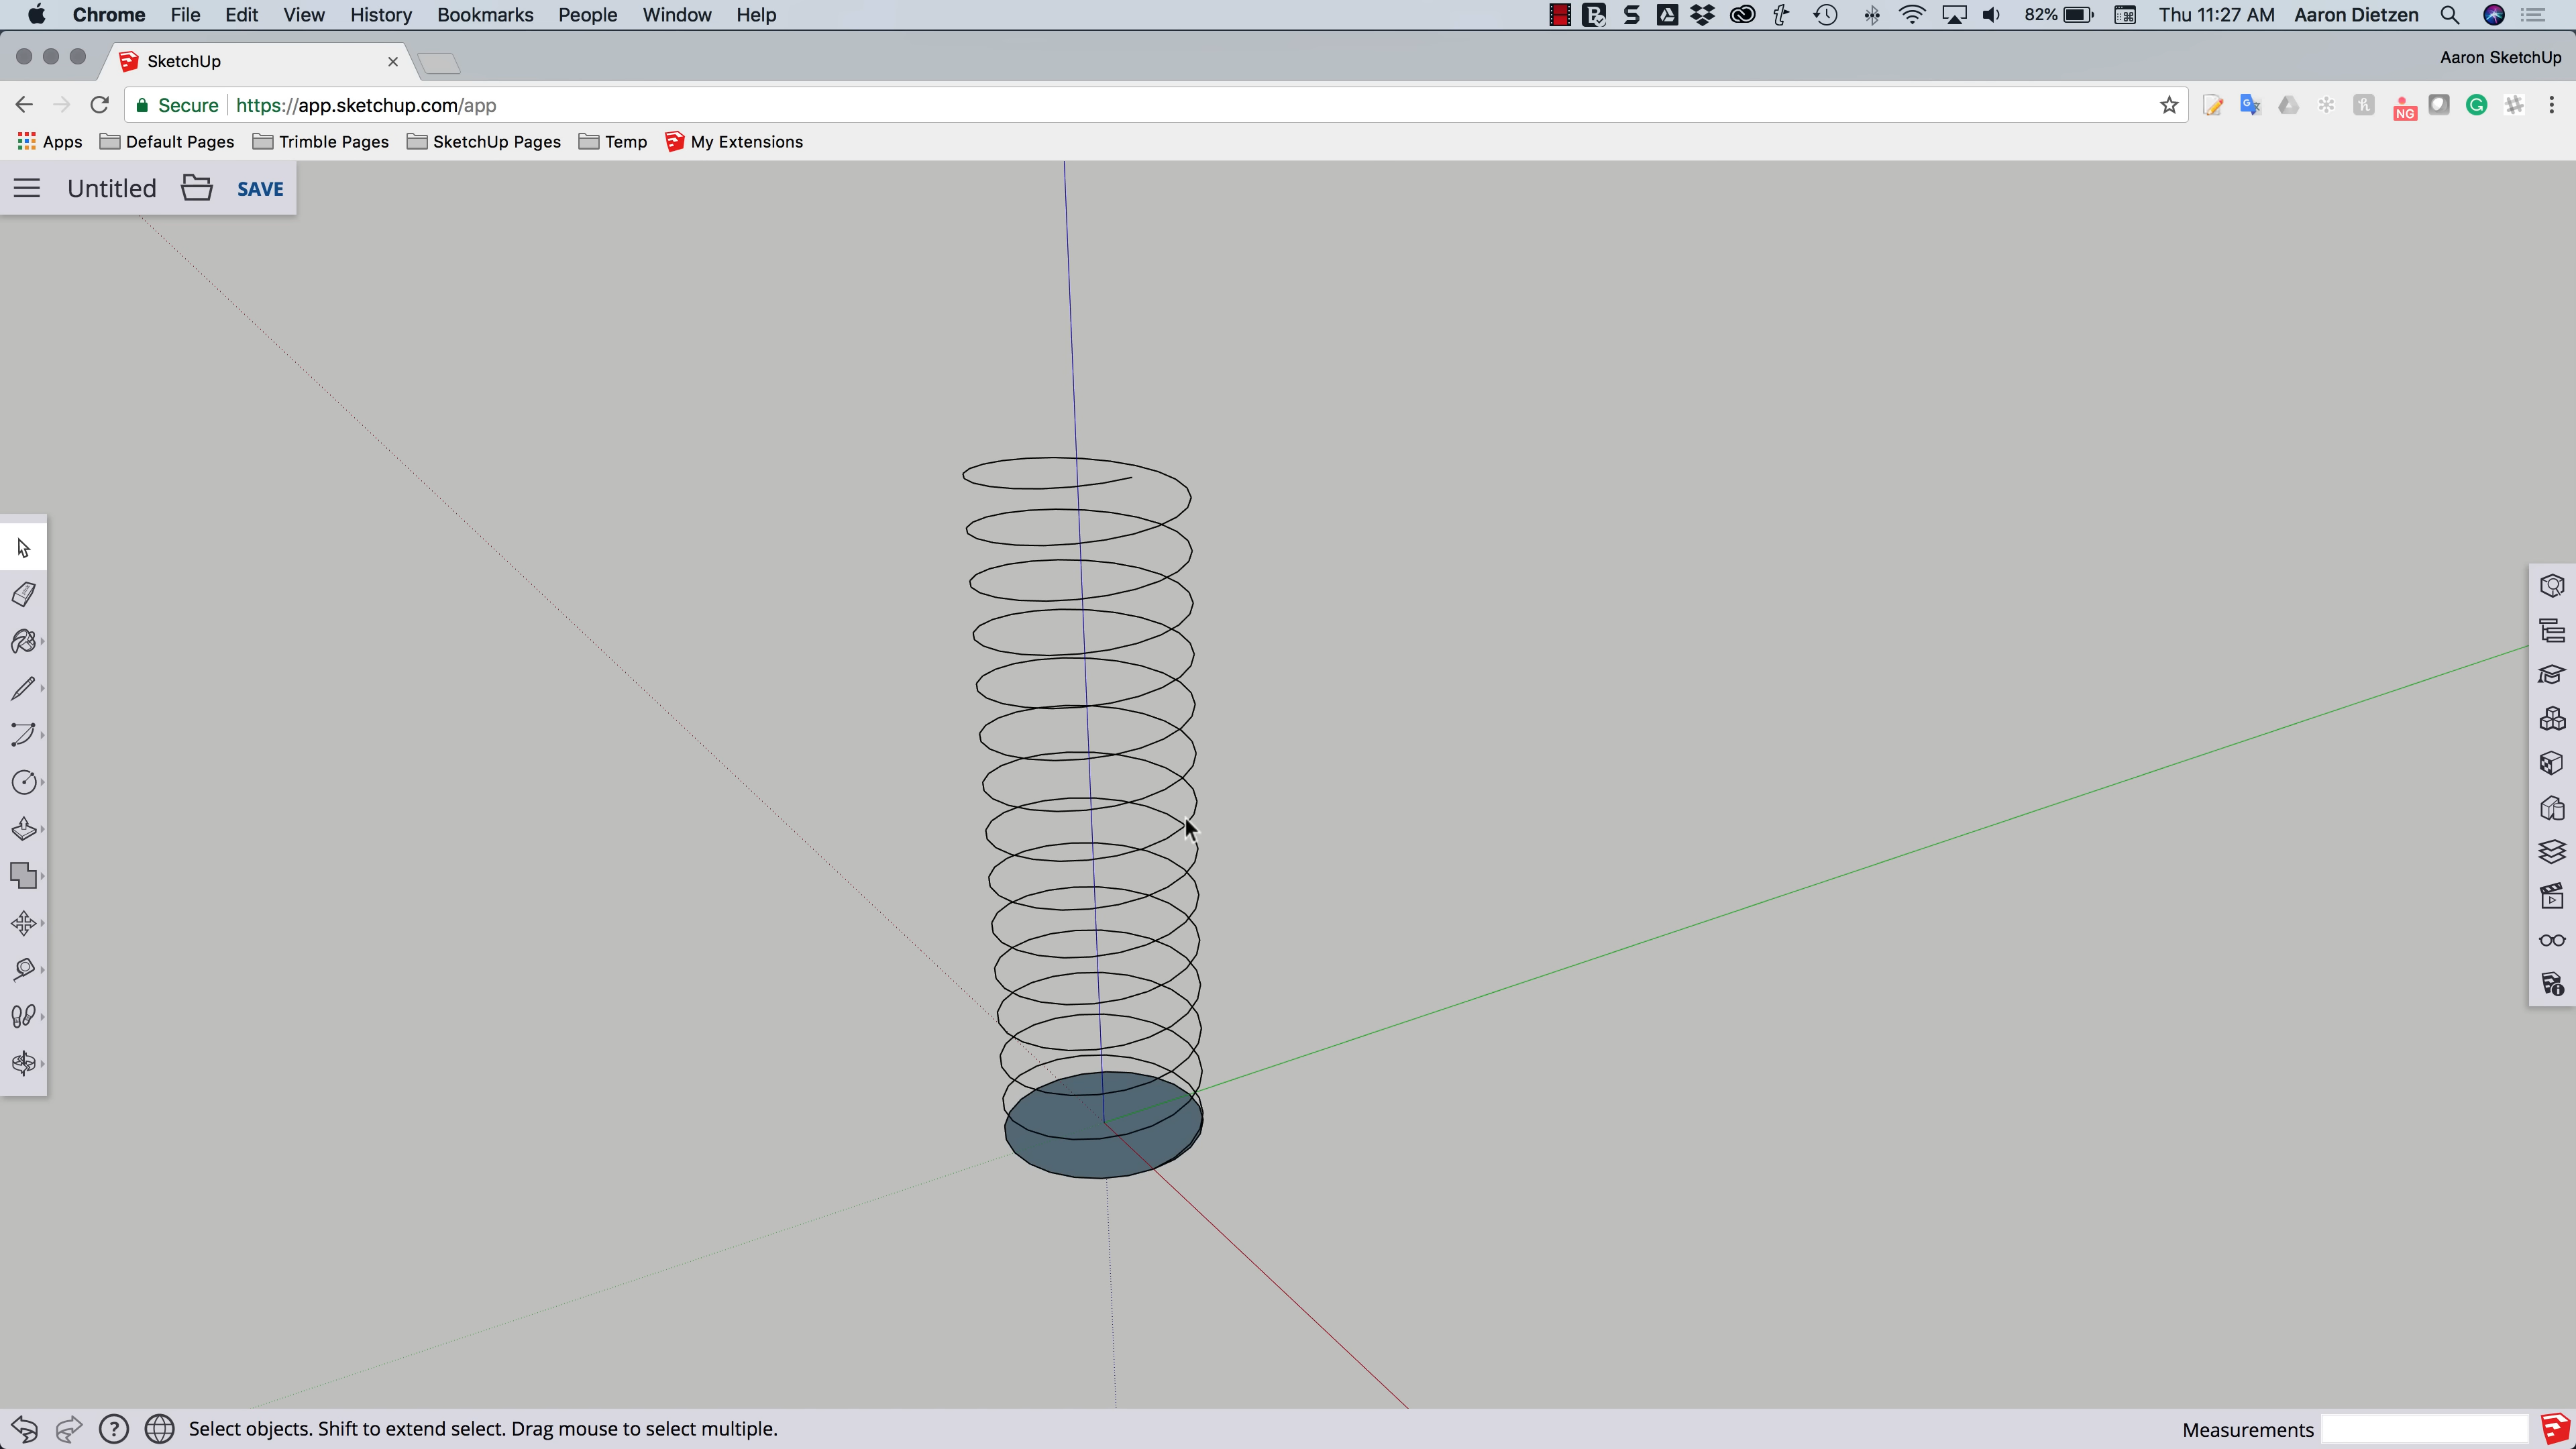 Chrome File Edit View History Bookmarks People Window Help 82% Thu 11:27 AM Aaron Dietzen
SketchUp Aaron SketchUp
Secure https://app.sketchup.com/app NG
Apps Default Pages Trimble Pages SketchUp Pages Temp My Extensions
Untitled SAVE
Select objects. Shift to extend select. Drag mouse to select multiple. Measurements